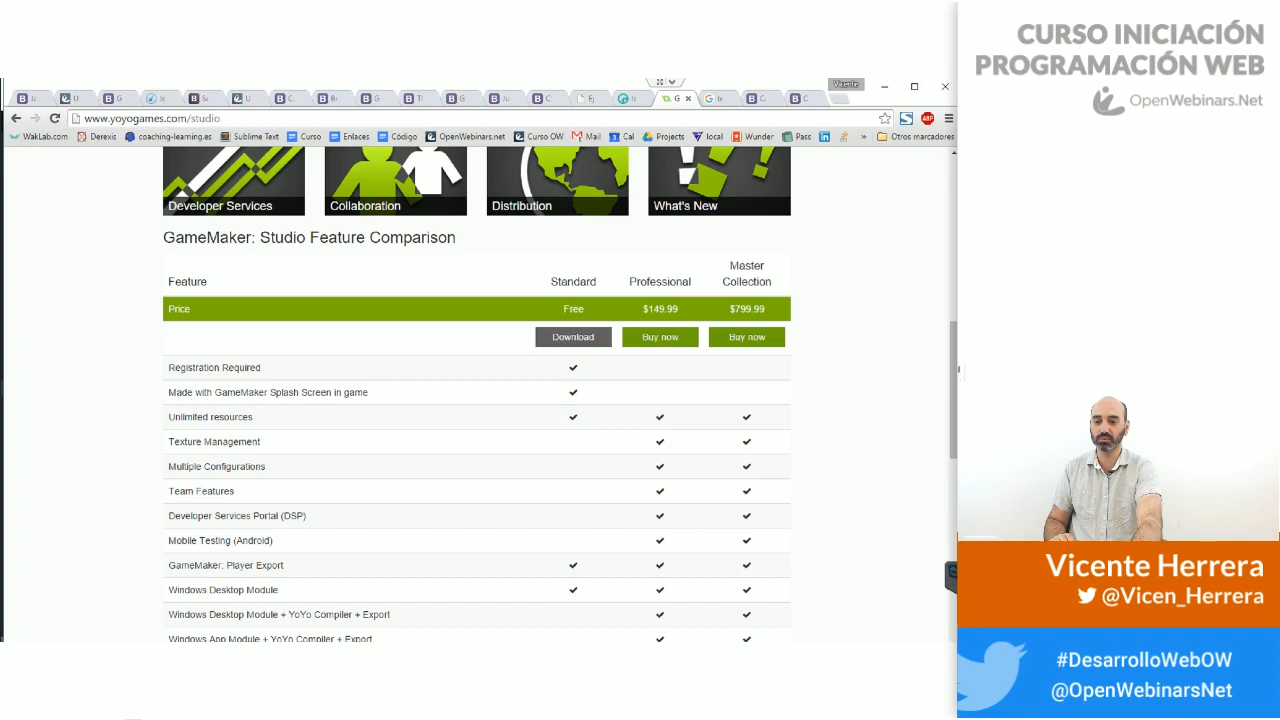 CURSO INICIACIÓN
PROGRAMACIÓN WEB
OpenWebinars.Net
Vicente
www.yoyogames.com/studio
WakLab.com Derexis coaching-learning.es Sublime Text Curso Enlaces Código OpenWebinars.net Curso OW Mail Cal Projects local Wunder Pass » Otros marcadores
Developer Services Collaboration Distribution What's New
GameMaker: Studio Feature Comparison
Feature Standard Professional Master Collection
Price Free $149.99 $799.99
Download Buy now Buy now
Registration Required
Made with GameMaker Splash Screen in game
Unlimited resources
Texture Management
Multiple Configurations
Team Features
Developer Services Portal (DSP)
Mobile Testing (Android)
GameMaker: Player Export
Windows Desktop Module
Windows Desktop Module + YoYo Compiler + Export
Windows App Module + YoYo Compiler + Export
Vicente Herrera
@Vicen_Herrera
#DesarrolloWebOW
@OpenWebinarsNet